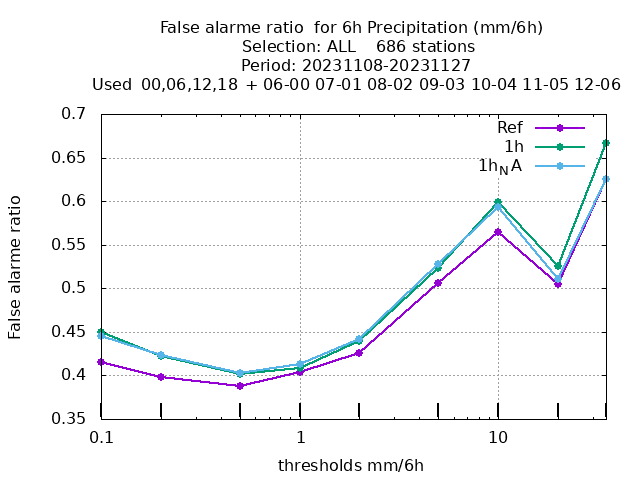 False alarme ratio  for 6h Precipitation (mm/6h)
Selection: ALL    686 stations
Period: 20231108-20231127
Used  00,06,12,18  + 06-00 07-01 08-02 09-03 10-04 11-05 12-06
0.7
0.65
0.6
0.55
0.5
0.45
0.4
0.35
False alarme ratio
Ref
1h
1h_NA
0.1
1
10
thresholds mm/6h